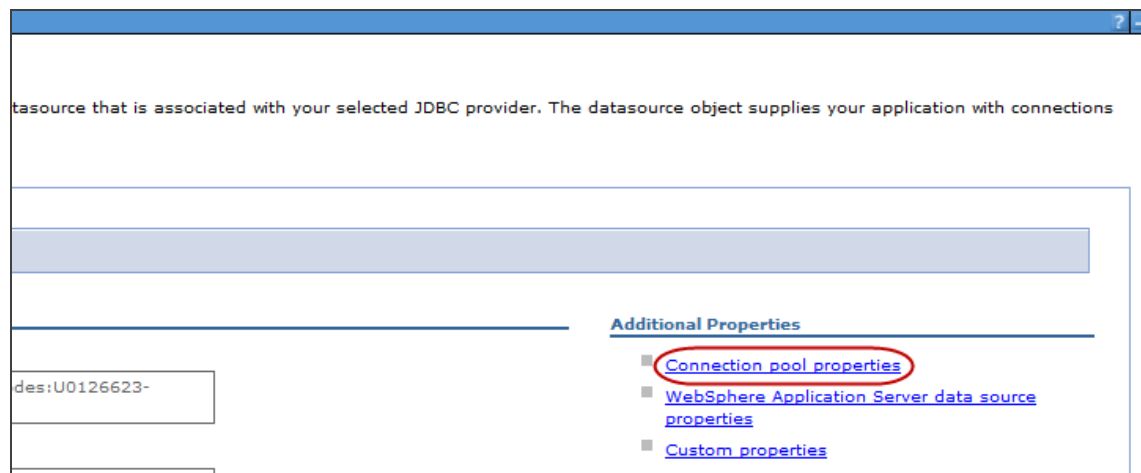 ?
tasource that is associated with your selected JDBC provider. The datasource object supplies your application with connections
Additional Properties
Connection pool properties
des:U0126623-
WebSphere Application Server data source
properties
Custom properties